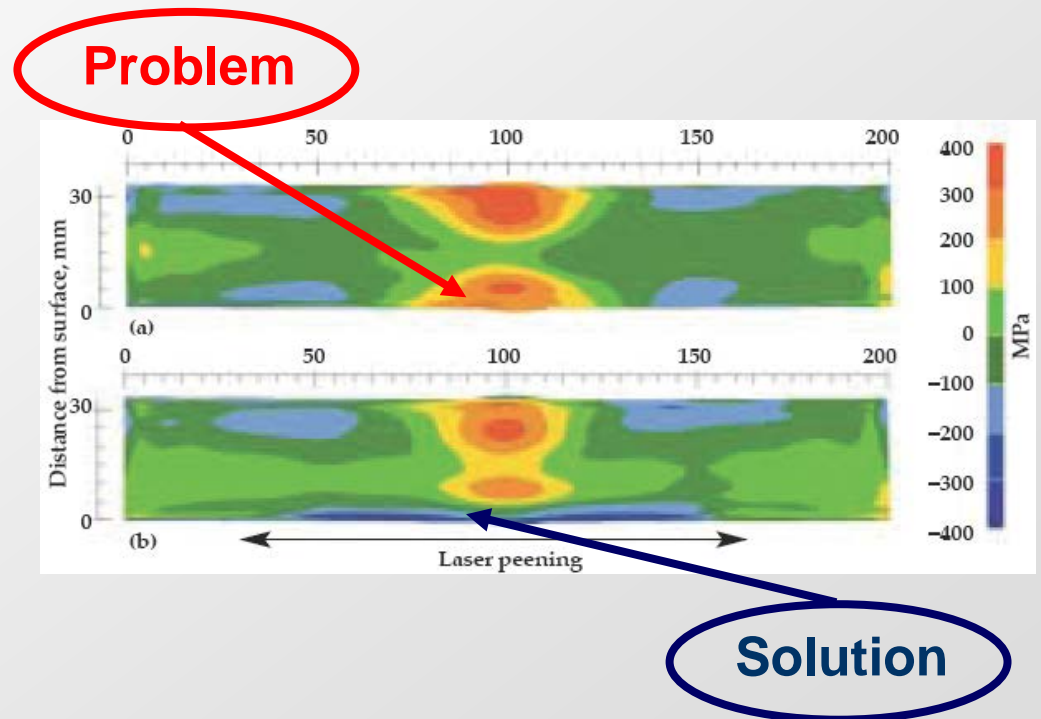 Problem
0 50 100 150 200
400
300
200
100
0
−100
−200
−300
−400
MPa
Distance from surface, mm
30
0
(a)
0 50 100 150 200
30
0
(b)
Laser peening
Solution